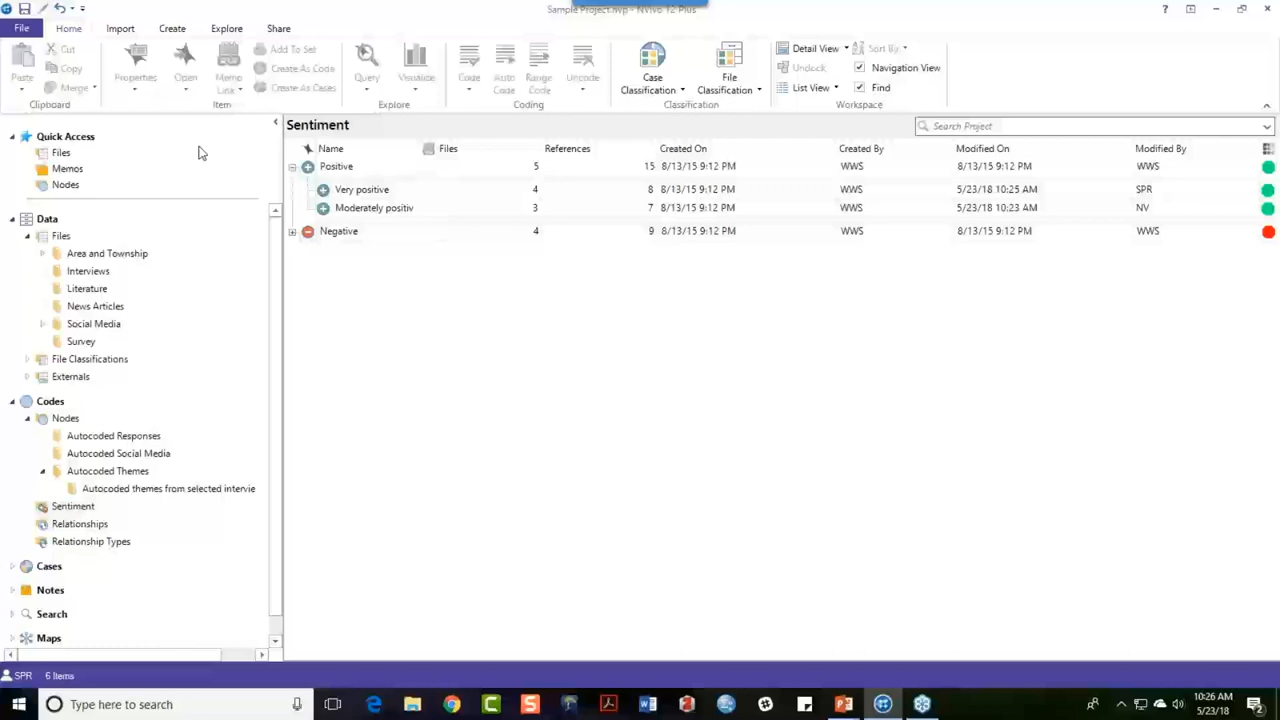 Sample Project.nvp - NVivo 12 Plus
File Home Import Create Explore Share
Paste Cut Copy Merge Properties Open Memo Link Add To Set Create As Code Create As Cases Query Visualize Code Auto Code Range Code Uncode Case Classification File Classification Detail View Sort By Undock Navigation View List View Find
Clipboard Item Explore Coding Classification Workspace
Quick Access
Files
Memos
Nodes
Data
Files
Area and Township
Interviews
Literature
News Articles
Social Media
Survey
File Classifications
Externals
Codes
Nodes
Autocoded Responses
Autocoded Social Media
Autocoded Themes
Autocoded themes from selected intervie
Sentiment
Relationships
Relationship Types
Cases
Notes
Search
Maps
Sentiment Search Project
Name Files References Created On Created By Modified On Modified By
Positive 5 15 8/13/15 9:12 PM WWS 8/13/15 9:12 PM WWS
Very positive 4 8 8/13/15 9:12 PM WWS 5/23/18 10:25 AM SPR
Moderately positiv 3 7 8/13/15 9:12 PM WWS 5/23/18 10:23 AM NV
Negative 4 9 8/13/15 9:12 PM WWS 8/13/15 9:12 PM WWS
SPR 6 Items
Type here to search
10:26 AM
5/23/18
2